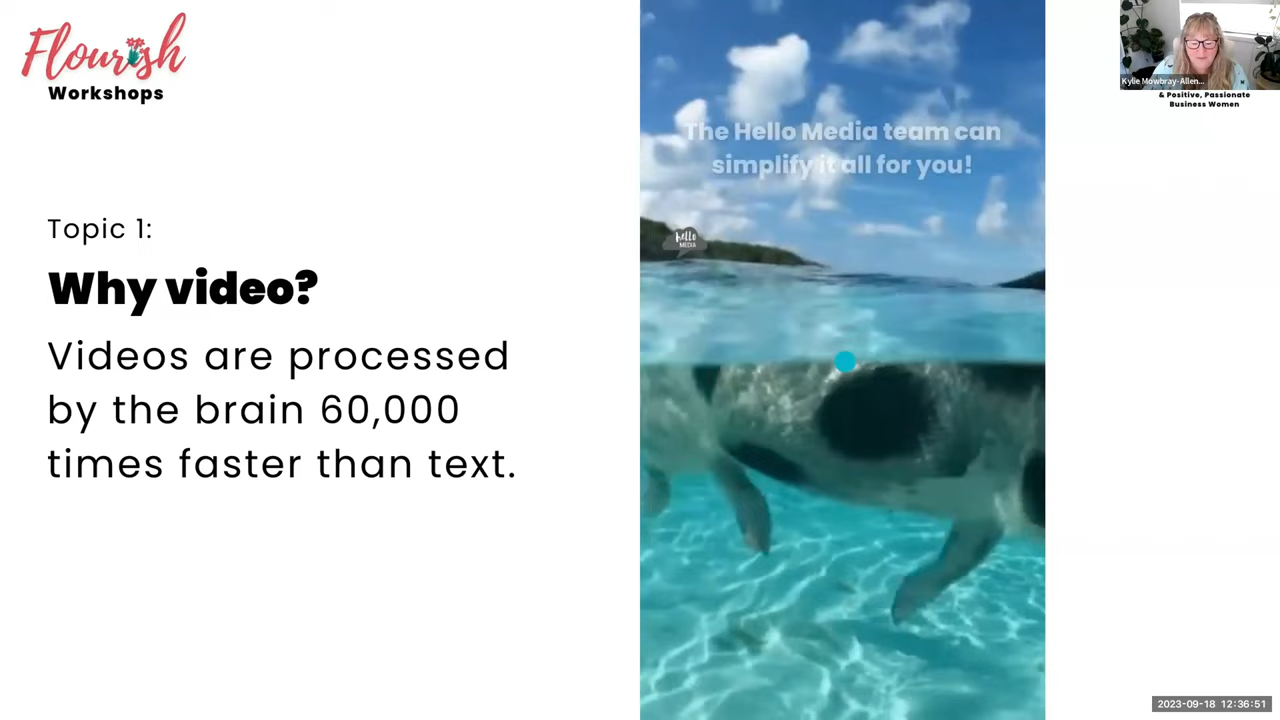 Flourish
Workshops
Topic 1:
Why video?
Videos are processed
by the brain 60,000
times faster than text.
The Hello Media team can
simplify it all for you!
hello
MEDIA
Kylie Mowbray-Allen...
& Positive, Passionate
Business Women
2023-09-18 12:36:51